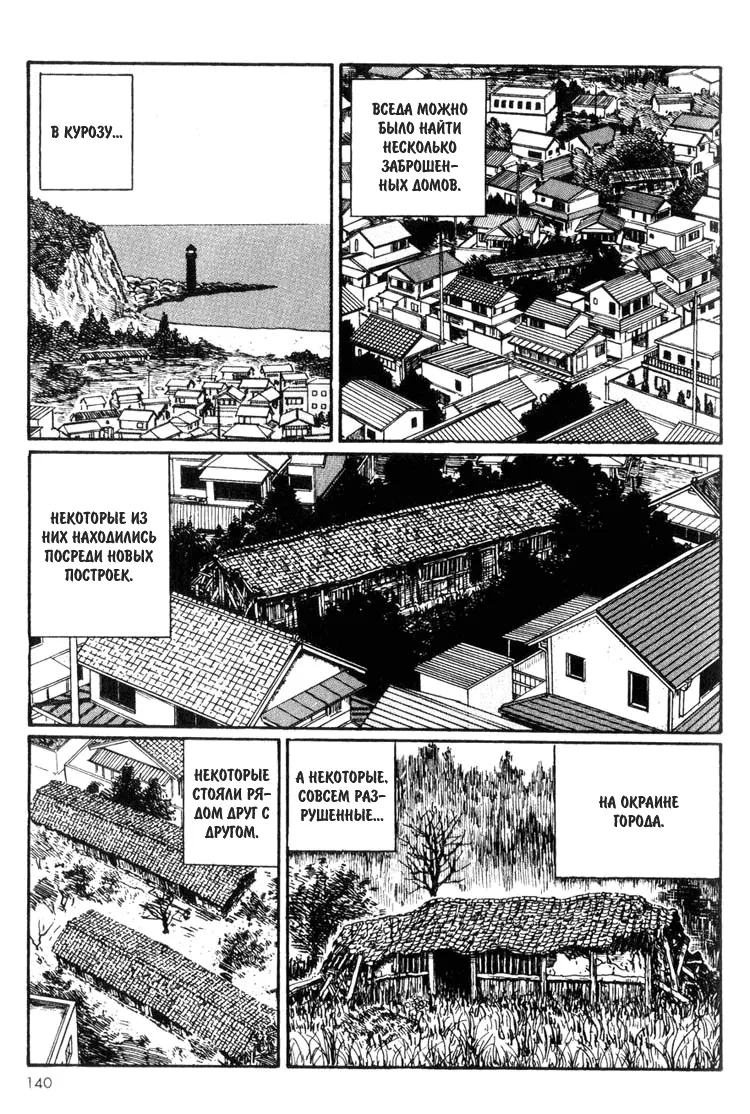 В КУРОЗУ...
ВСЕДА МОЖНО
БЫЛО НАЙТИ
НЕСКОЛЬКО
ЗАБРОШЕН-
НЫХ ДОМОВ.
НЕКОТОРЫЕ ИЗ
НИХ НАХОДИЛИСЬ
ПОСРЕДИ НОВЫХ
ПОСТРОЕК.
НЕКОТОРЫЕ
СТОЯЛИ РЯ-
ДОМ ДРУГ С
ДРУГОМ.
А НЕКОТОРЫЕ,
СОВСЕМ РАЗ-
РУШЕННЫЕ...
НА ОКРАИНЕ
ГОРОДА.
140